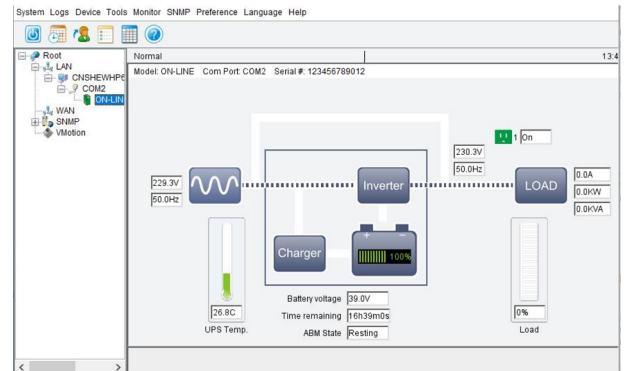 System Logs Device Tools Monitor SNMP Preference Language Help
Root
LAN
CNSHEWHP6
COM2
ON-LIN
WAN
SNMP
VMotion
Normal 13:4
Model: ON-LINE Com Port: COM2 Serial #: 123456789012
1 On
230.3V
50.0Hz
229.3V
50.0Hz
Inverter
LOAD
0.0A
0.0KW
0.0KVA
Charger
+ −
100%
Battery voltage 39.0V
26.8C
Time remaining 16h39m0s
0%
UPS Temp.
ABM State Resting
Load